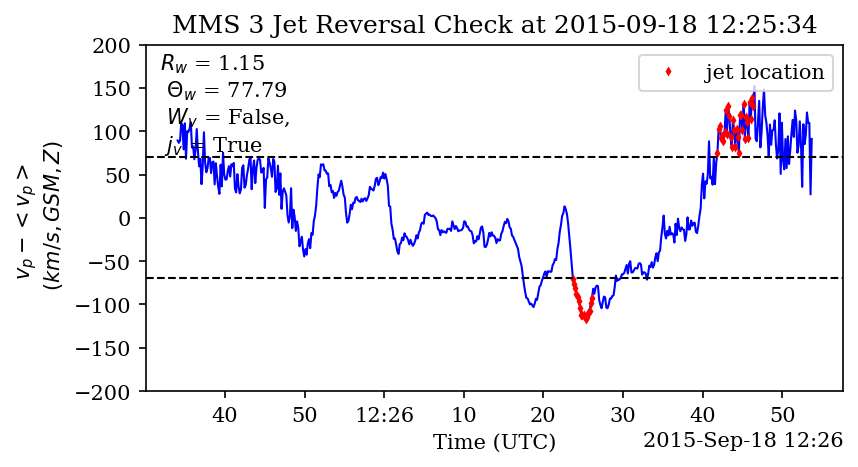 MMS 3 Jet Reversal Check at 2015-09-18 12:25:34
R_w = 1.15
Θ_w = 77.79
W_v = False,
j_v = True
jet location
200
150
100
50
0
−50
−100
−150
−200
v_p − < v_p >
(km/s, GSM, Z)
40 50 12:26 10 20 30 40 50
Time (UTC)
2015-Sep-18 12:26